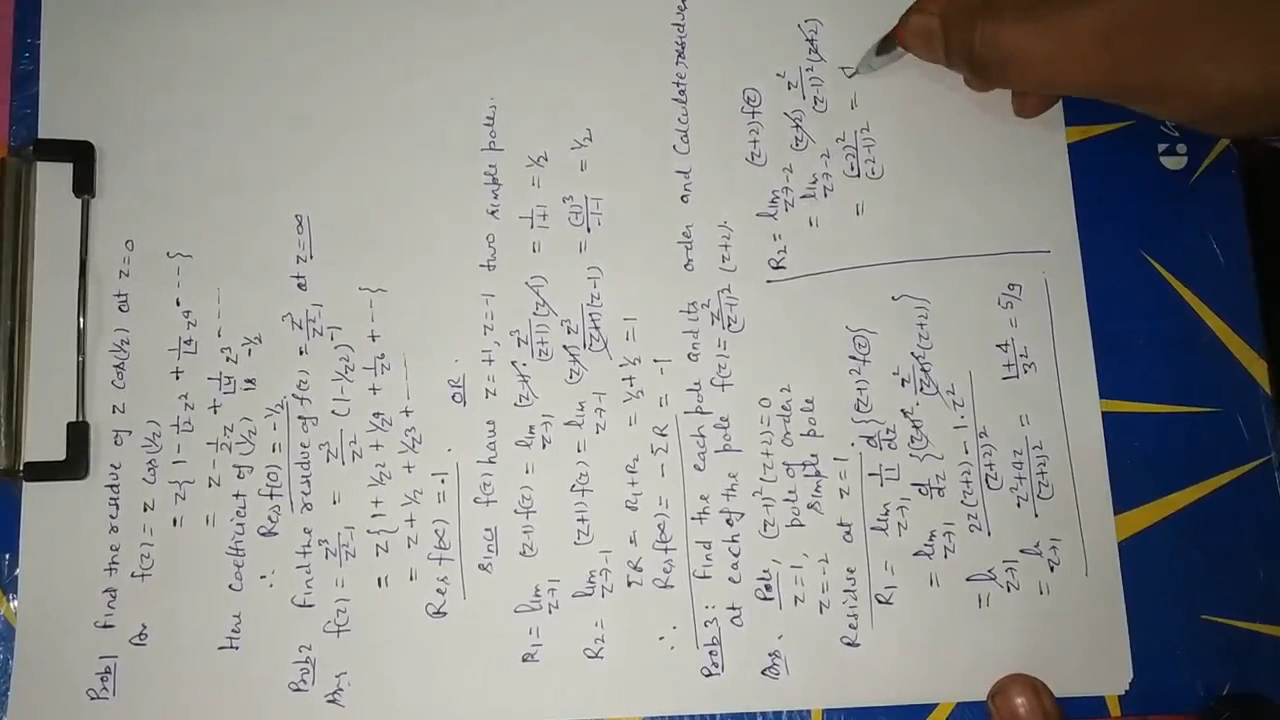 Prob1 Find the residue of z cos(1/z) at z=0
An f(z) = z cos(1/z)
= z{1 - 1/⌊2 z² + 1/⌊4 z⁴ ----}
= z - 1/⌊2 z + 1/⌊4 z³ ----
Here coefficient of (1/z) is -1/2
∴ Res f(0) = -1/2.
Prob2 Find the residue of f(z) = z³/z²-1 at z=∞
Ans f(z) = z³/z²-1 = z³/z² (1-1/z²)⁻¹
= z{1 + 1/z² + 1/z⁴ + 1/z⁶ + ---}
= z + 1/z + 1/z³ + ----
Res f(∞) = -1. OR.
Since f(z) have z=+1, z=-1 two simple poles.
R₁ = lim z→1 (z-1) f(z) = lim z→1 (z-1)· z³/(z+1)(z-1) = 1/1+1 = 1/2
R₂ = lim z→-1 (z+1) f(z) = lim z→-1 (z+1) z³/(z+1)(z-1) = (-1)³/-1-1 = 1/2
ΣR = R₁+R₂ = 1/2+1/2 = 1
∴ Res f(∞) = -ΣR = -1
Prob3: Find the each pole and its order and Calculate residue
at each of the pole f(z) = z²/(z-1)²(z+2).
Ans. Pole, (z-1)²(z+2)=0
z=1, pole of order 2
z=-2 simple pole
Residue at z=1.
R₁ = lim z→1 1/⌊1 d/dz {(z-1)² f(z)}
= lim z→1 d/dz {(z-1)² z²/(z-1)²(z+2)}
= lim z→1 2z(z+2)-1·z²/(z+2)²
= lim z→1 z²+4z/(z+2)² = 1+4/3² = 5/9
R₂ = lim z→-2 (z+2) f(z)
= lim z→-2 (z+2) z²/(z-1)²(z+2)
= (-2)²/(-2-1)² =